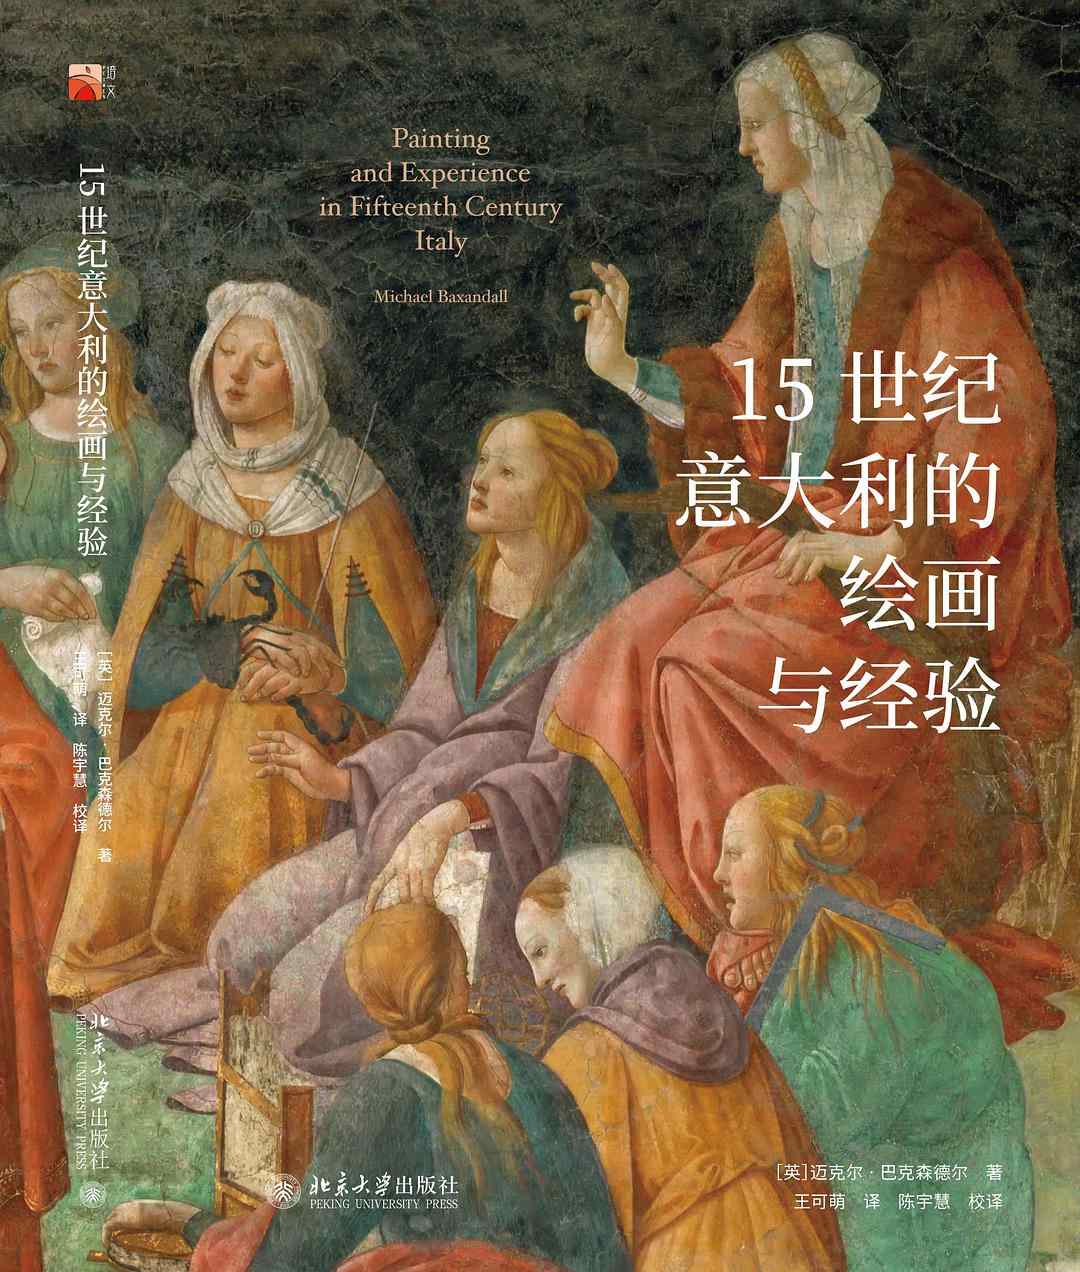 培文
15世纪意大利的绘画与经验
[英] 迈克尔·巴克森德尔 著
王可萌 译 陈宇慧 校译
北京大学出版社
PEKING UNIVERSITY PRESS
Painting
and Experience
in Fifteenth Century
Italy
Michael Baxandall
15 世纪
意大利的
绘画
与经验
[英]迈克尔·巴克森德尔 著
王可萌 译 陈宇慧 校译
北京大学出版社
PEKING UNIVERSITY PRESS